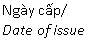 Ngày cấp/
Date of issue